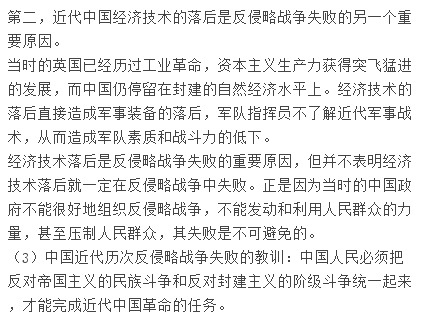 第二，近代中国经济技术的落后是反侵略战争失败的另一个重
要原因。
当时的英国已经历过工业革命，资本主义生产力获得突飞猛进
的发展，而中国仍停留在封建的自然经济水平上。经济技术的
落后直接造成军事装备的落后，军队指挥员不了解近代军事战
术，从而造成军队素质和战斗力的低下。
经济技术落后是反侵略战争失败的重要原因，但并不表明经济
技术落后就一定在反侵略战争中失败。正是因为当时的中国政
府不能很好地组织反侵略战争，不能发动和利用人民群众的力
量，甚至压制人民群众，其失败是不可避免的。
（3）中国近代历次反侵略战争失败的教训：中国人民必须把
反对帝国主义的民族斗争和反对封建主义的阶级斗争统一起来
，才能完成近代中国革命的任务。